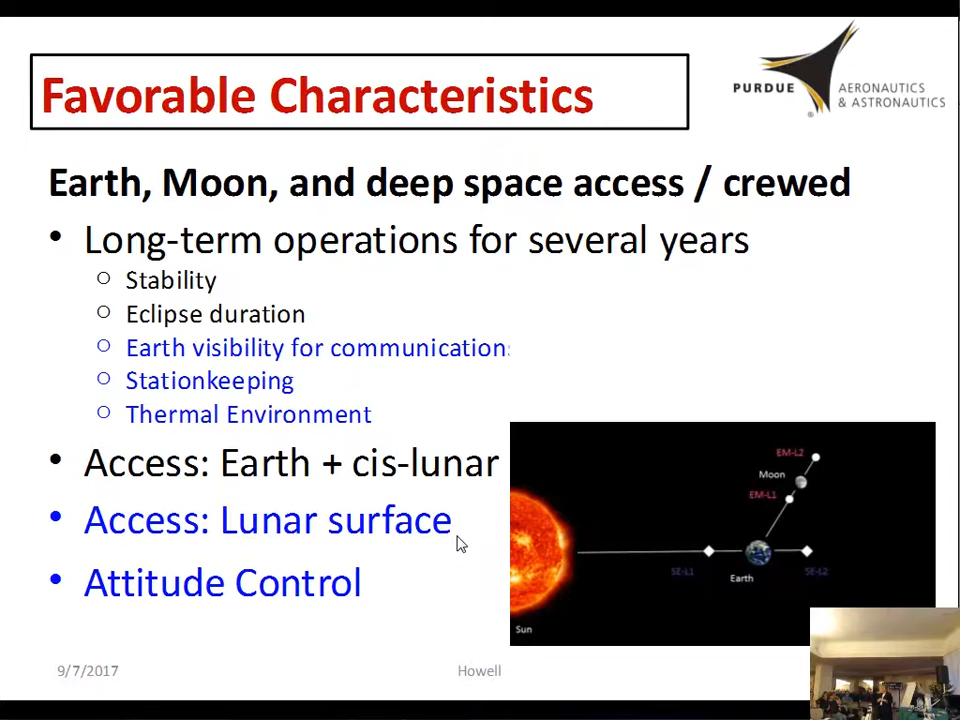 Favorable Characteristics
PURDUE
AERONAUTICS
& ASTRONAUTICS
®
Earth, Moon, and deep space access / crewed
• Long-term operations for several years
○ Stability
○ Eclipse duration
○ Earth visibility for communications
○ Stationkeeping
○ Thermal Environment
• Access: Earth + cis-lunar
• Access: Lunar surface
• Attitude Control
EM-L2
Moon
EM-L1
SE-L1
Earth
SE-L2
Sun
9/7/2017
Howell